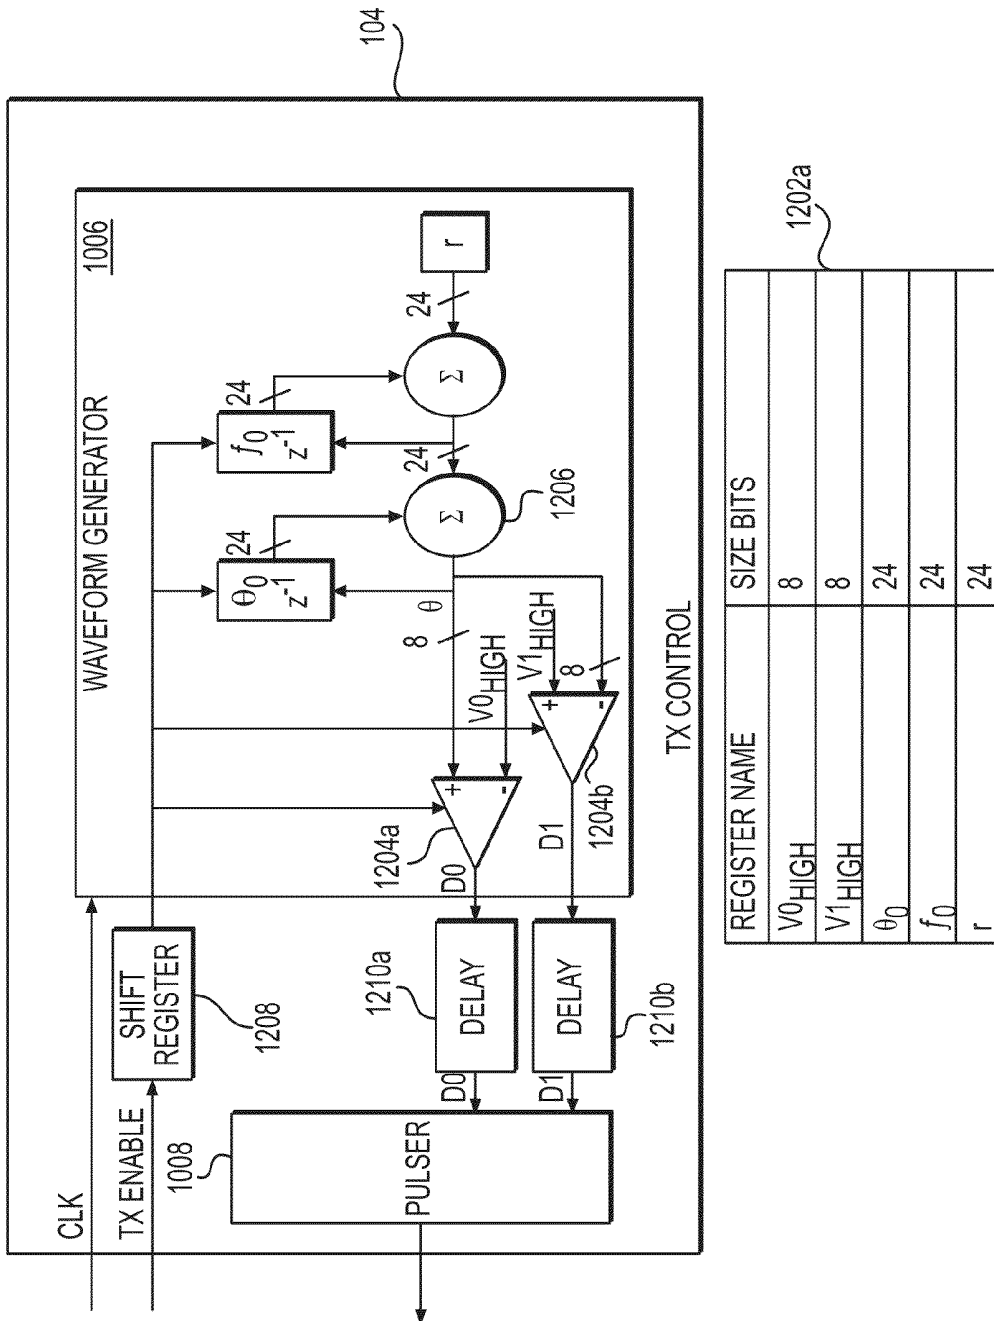 104
CLK
TX ENABLE
SHIFT
REGISTER
1208
WAVEFORM GENERATOR
1006
θ0
z-1
24
f0
z-1
24
r
24
Σ
24
Σ
1206
θ
8
V0HIGH
V1HIGH
8
+
-
1204a
+
-
1204b
D0
D1
1210a
DELAY
DELAY
1210b
D0
D1
1008
PULSER
TX CONTROL
1202a
REGISTER NAME SIZE BITS
V0HIGH 8
V1HIGH 8
θ0 24
f0 24
r 24